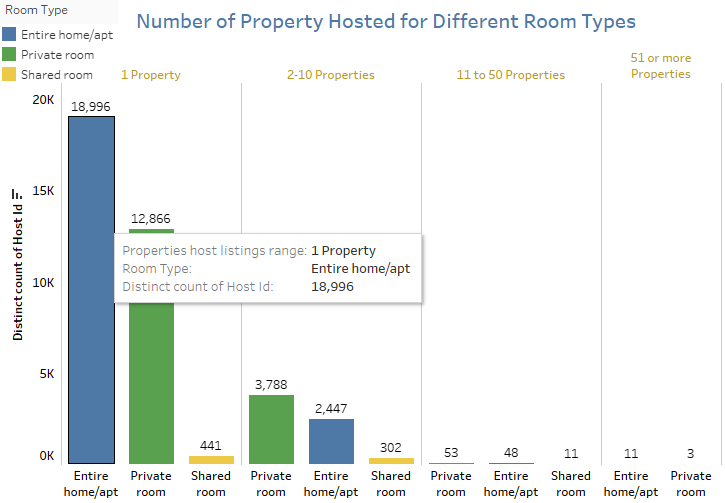 Room Type
Number of Property Hosted for Different Room Types
Entire home/apt
Private room
Shared room
1 Property
2-10 Properties
11 to 50 Properties
51 or more
Properties
Distinct count of Host Id
20K
15K
10K
5K
0K
18,996
12,866
441
3,788
2,447
302
53
48
11
11
3
Properties host listings range: 1 Property
Room Type: Entire home/apt
Distinct count of Host Id: 18,996
Entire
home/apt
Private
room
Shared
room
Private
room
Entire
home/apt
Shared
room
Private
room
Entire
home/apt
Shared
room
Entire
home/apt
Private
room